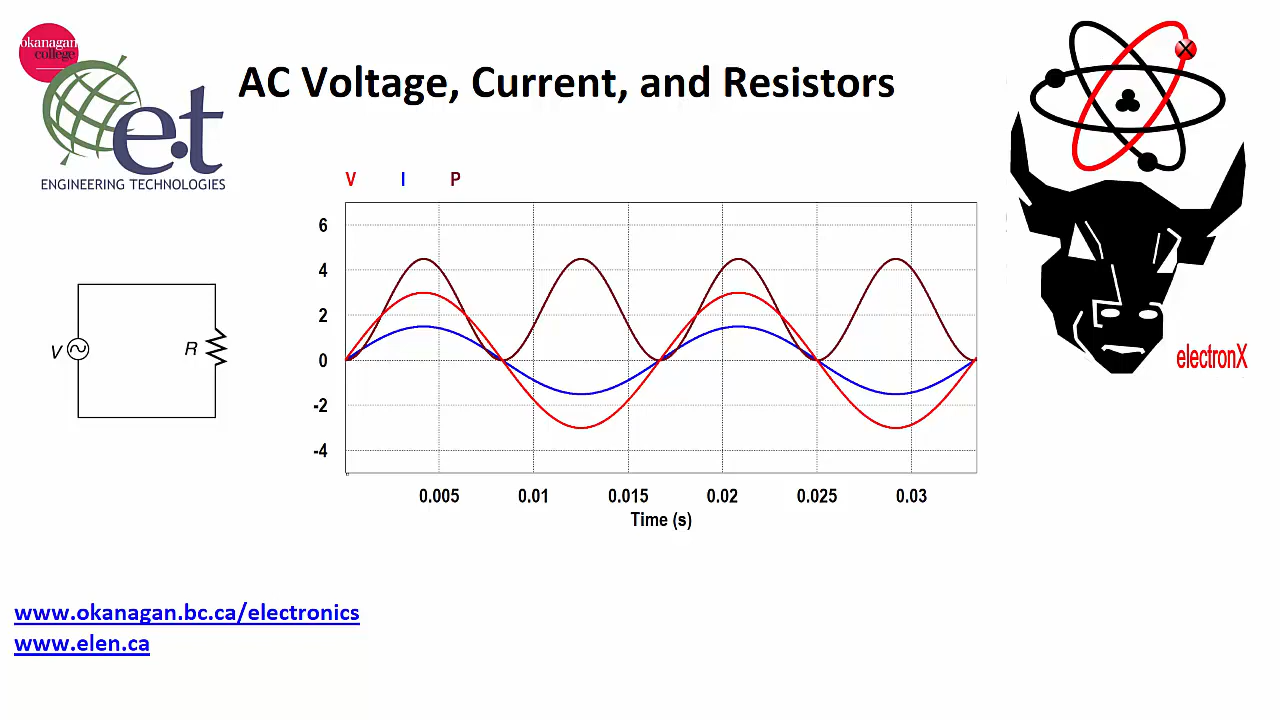 okanagan
college
e.t
ENGINEERING TECHNOLOGIES
AC Voltage, Current, and Resistors
V I P
6
4
2
0
-2
-4
0.005 0.01 0.015 0.02 0.025 0.03
Time (s)
V
R
X
electronX
www.okanagan.bc.ca/electronics
www.elen.ca